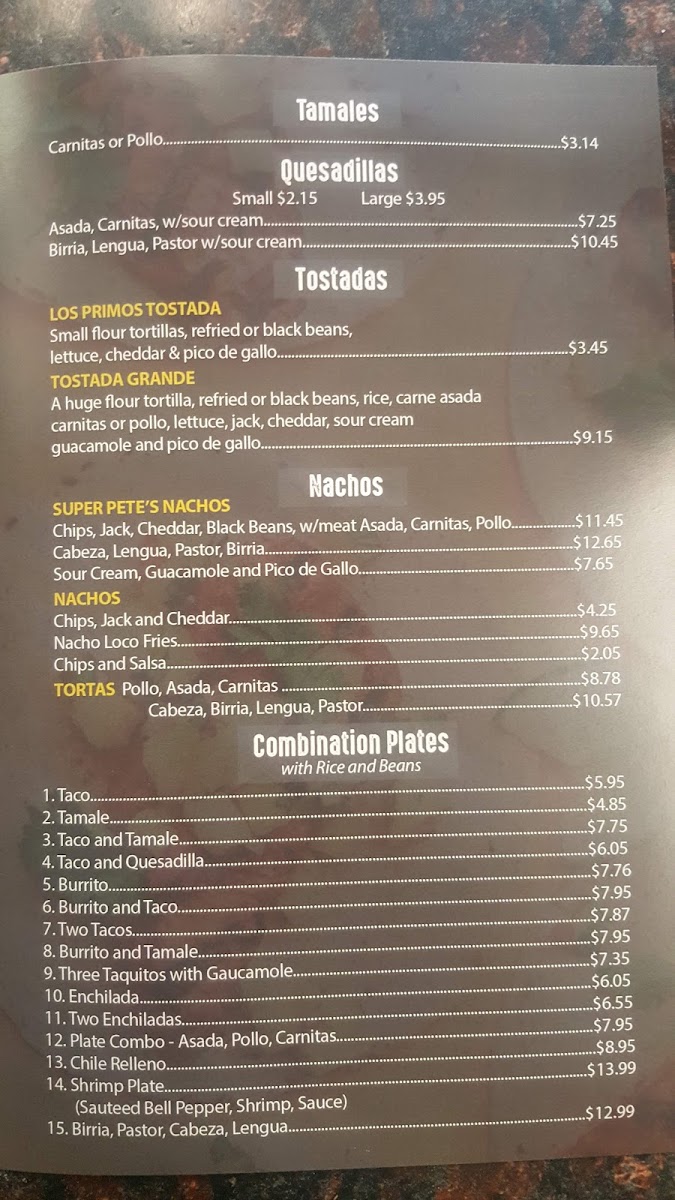 Tamales
Carnitas or Pollo..........$3.14
Quesadillas
Small $2.15 Large $3.95
Asada, Carnitas, w/sour cream..........$7.25
Birria, Lengua, Pastor w/sour cream..........$10.45
Tostadas
LOS PRIMOS TOSTADA
Small flour tortillas, refried or black beans,
lettuce, cheddar & pico de gallo..........$3.45
TOSTADA GRANDE
A huge flour tortilla, refried or black beans, rice, carne asada
carnitas or pollo, lettuce, jack, cheddar, sour cream
guacamole and pico de gallo..........$9.15
Nachos
SUPER PETE'S NACHOS
Chips, Jack, Cheddar, Black Beans, w/meat Asada, Carnitas, Pollo..........$11.45
Cabeza, Lengua, Pastor, Birria..........$12.65
Sour Cream, Guacamole and Pico de Gallo..........$7.65
NACHOS
Chips, Jack and Cheddar..........$4.25
Nacho Loco Fries..........$9.65
Chips and Salsa..........$2.05
TORTAS Pollo, Asada, Carnitas ..........$8.78
Cabeza, Birria, Lengua, Pastor..........$10.57
Combination Plates
with Rice and Beans
1. Taco..........$5.95
2. Tamale..........$4.85
3. Taco and Tamale..........$7.75
4. Taco and Quesadilla..........$6.05
5. Burrito..........$7.76
6. Burrito and Taco..........$7.95
7. Two Tacos..........$7.87
8. Burrito and Tamale..........$7.95
9. Three Taquitos with Gaucamole..........$7.35
10. Enchilada..........$6.05
11. Two Enchiladas..........$6.55
12. Plate Combo - Asada, Pollo, Carnitas..........$7.95
13. Chile Relleno..........$8.95
14. Shrimp Plate..........$13.99
(Sauteed Bell Pepper, Shrimp, Sauce)
15. Birria, Pastor, Cabeza, Lengua..........$12.99